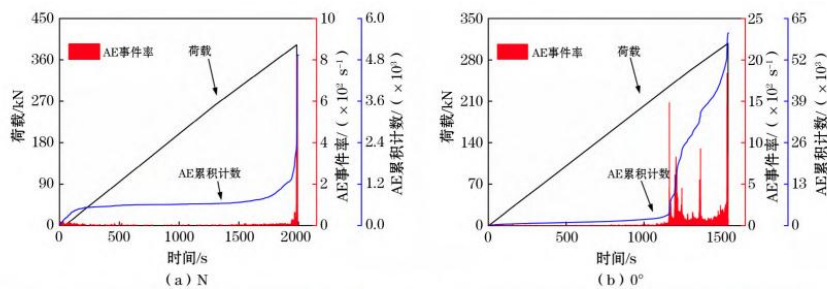 450
360
270
180
90
0
荷载/kN
AE事件率
荷载
AE累积计数
0
500
1000
1500
2000
时间/s
10
8
6
4
2
0
AE事件率/(×10² s⁻¹)
6.0
4.8
3.6
2.4
1.2
0.0
AE累积计数/(×10³)
(a) N
350
280
210
140
70
0
荷载/kN
AE事件率
荷载
AE累积计数
0
500
1000
1500
时间/s
25
20
15
10
5
0
AE事件率/(×10² s⁻¹)
65
52
39
26
13
0
AE累积计数/(×10³)
(b) 0°